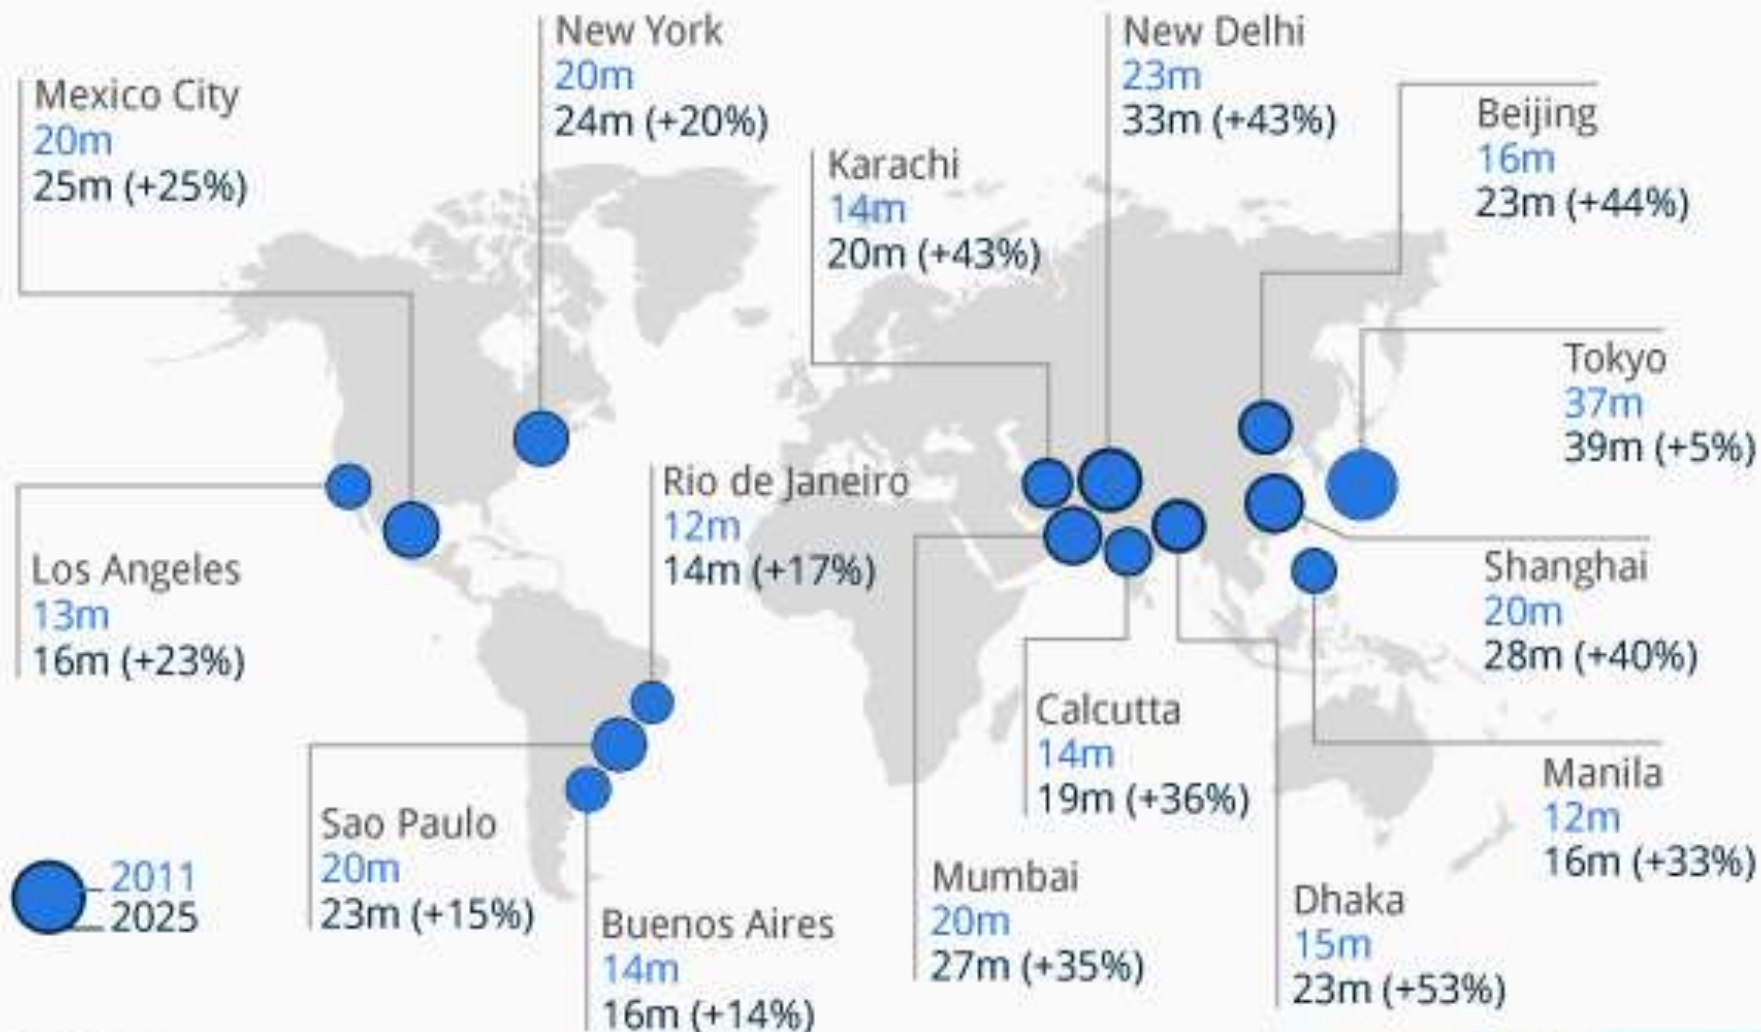 New York
20m
24m (+20%)
New Delhi
23m
33m (+43%)
Mexico City
20m
25m (+25%)
Beijing
16m
23m (+44%)
Karachi
14m
20m (+43%)
Tokyo
37m
39m (+5%)
Rio de Janeiro
12m
14m (+17%)
Los Angeles
13m
16m (+23%)
Shanghai
20m
28m (+40%)
Calcutta
14m
19m (+36%)
Manila
12m
16m (+33%)
Sao Paulo
20m
23m (+15%)
Mumbai
20m
27m (+35%)
Dhaka
15m
23m (+53%)
Buenos Aires
14m
16m (+14%)
2011
2025